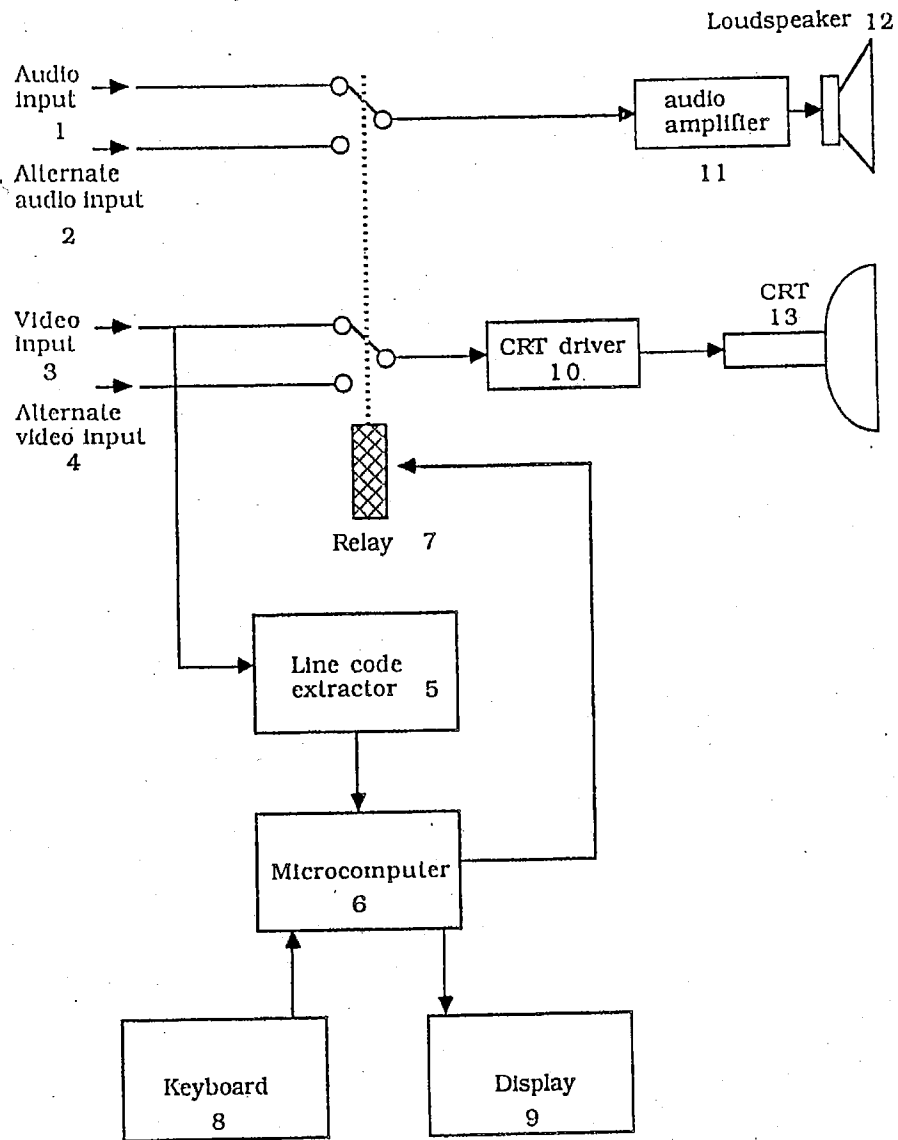 Loudspeaker 12
Audio
input
1
Alternate
audio input
2
audio
amplifier
11
Video
input
3
Alternate
video input
4
CRT driver
10
CRT
13
Relay 7
Line code
extractor 5
Microcomputer
6
Keyboard
8
Display
9